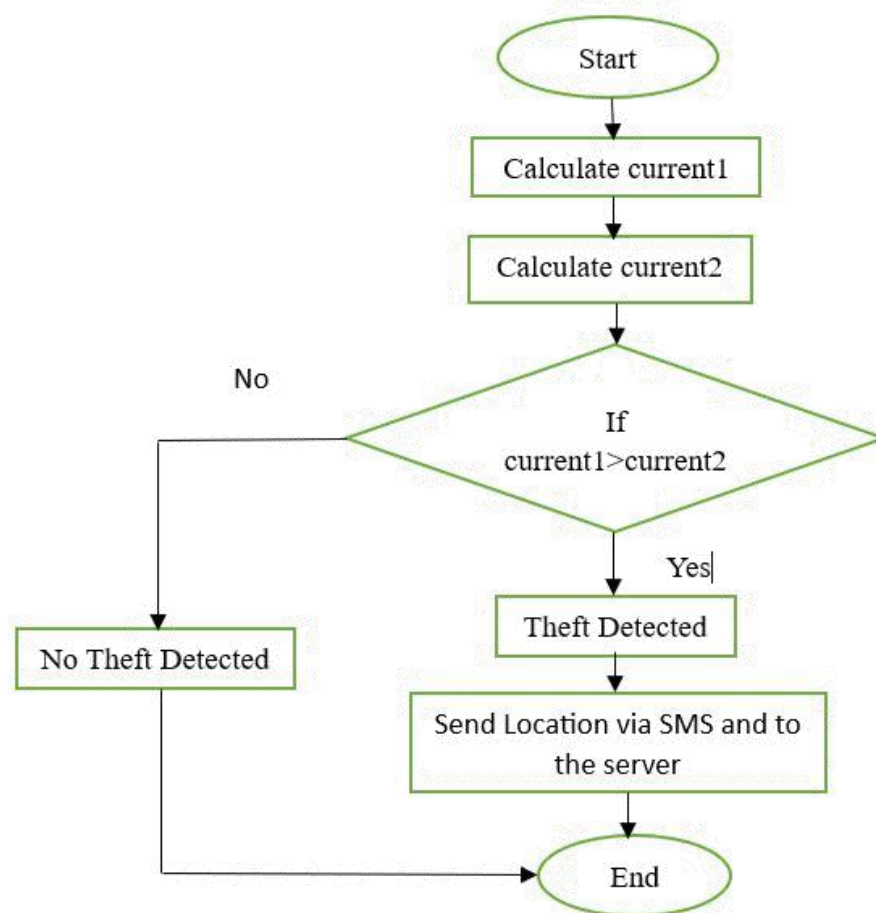 Start
Calculate current1
Calculate current2
No
If
current1>current2
Yes
Theft Detected
No Theft Detected
Send Location via SMS and to
the server
End